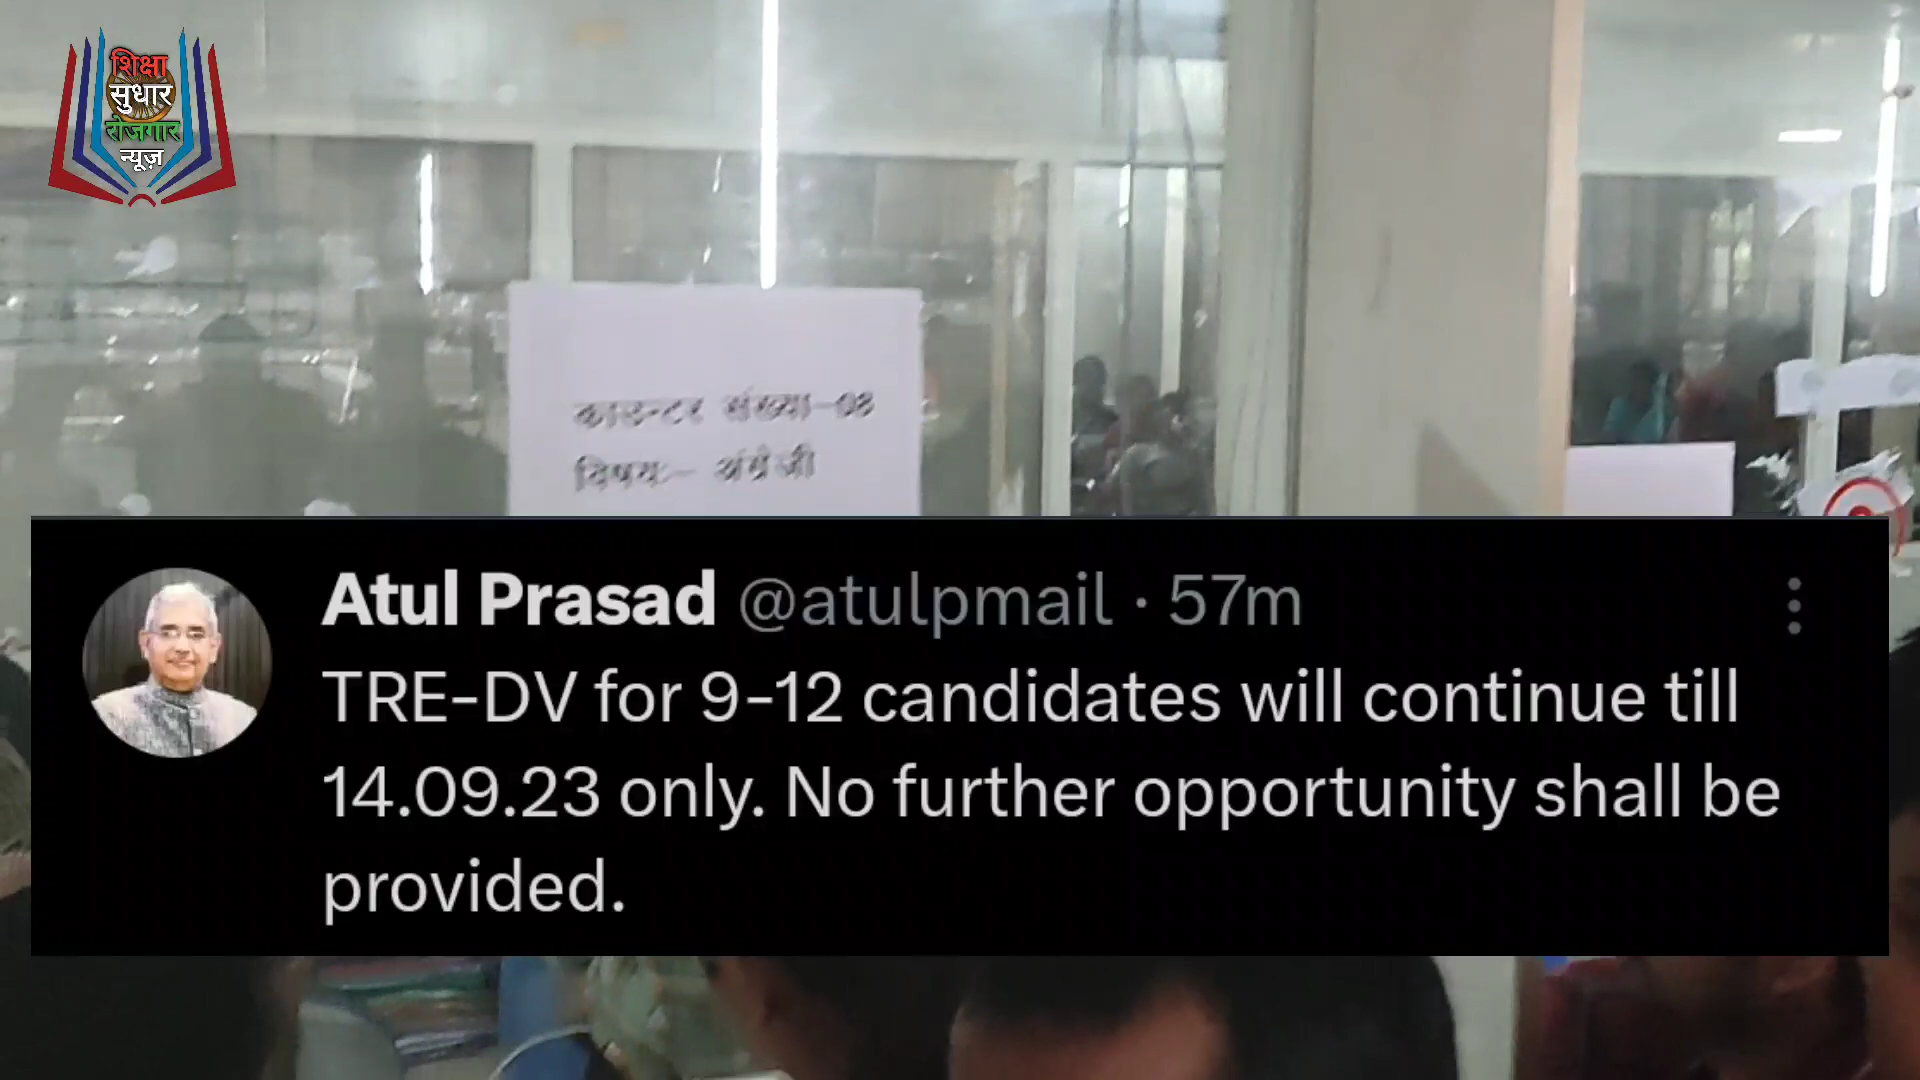 शिक्षा
सुधार
रोजगार
न्यूज़
काउन्टर संख्या-08
विषय:- अंग्रेजी
Atul Prasad @atulpmail · 57m
TRE-DV for 9-12 candidates will continue till
14.09.23 only. No further opportunity shall be
provided.